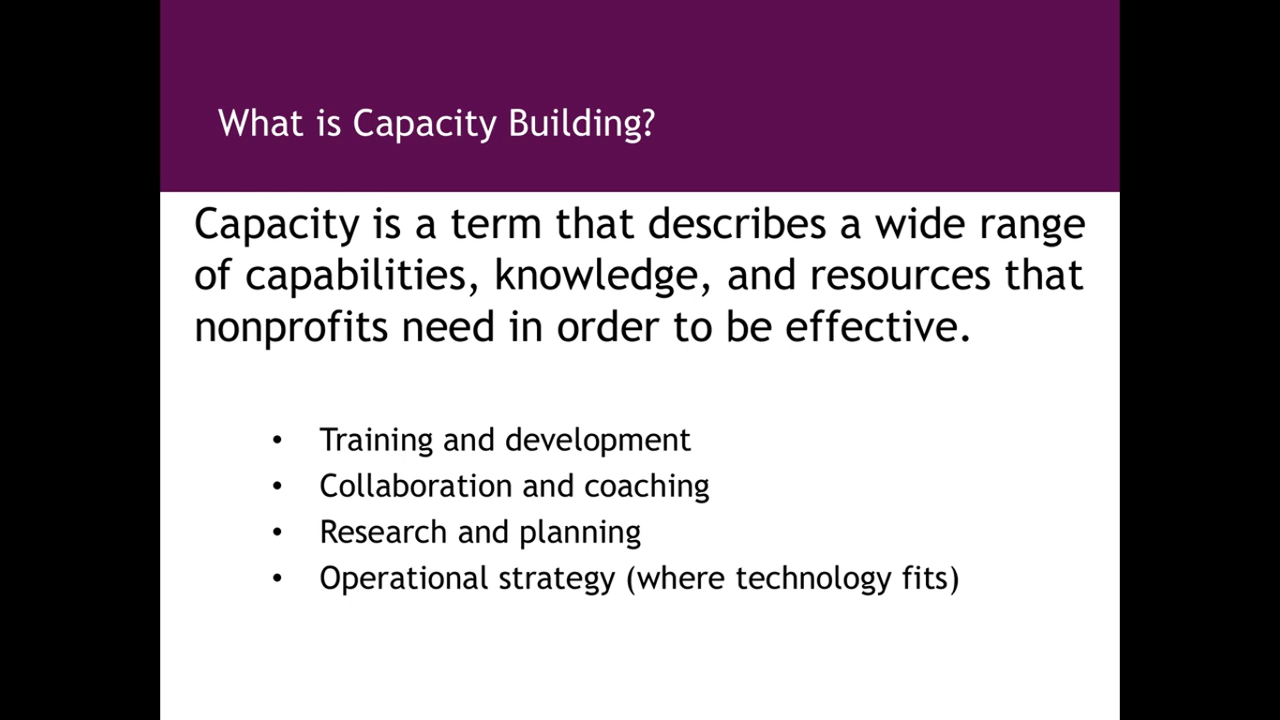 What is Capacity Building?
Capacity is a term that describes a wide range
of capabilities, knowledge, and resources that
nonprofits need in order to be effective.
• Training and development
• Collaboration and coaching
• Research and planning
• Operational strategy (where technology fits)